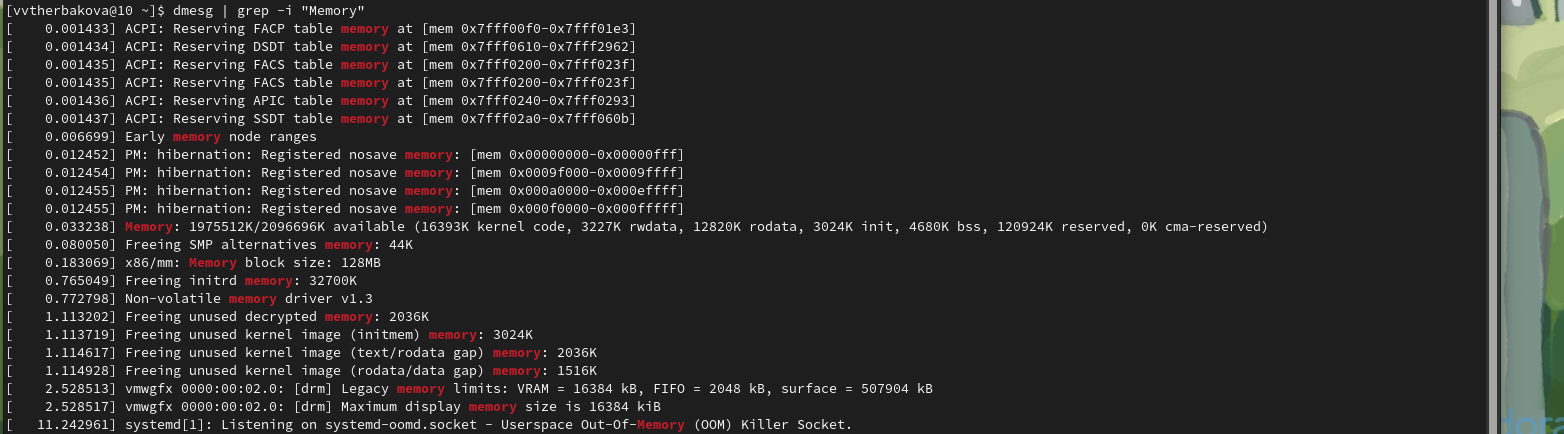 [vvtherbakova@10 ~]$ dmesg | grep -i "Memory"
[    0.001433] ACPI: Reserving FACP table memory at [mem 0x7fff00f0-0x7fff01e3]
[    0.001434] ACPI: Reserving DSDT table memory at [mem 0x7fff0610-0x7fff2962]
[    0.001435] ACPI: Reserving FACS table memory at [mem 0x7fff0200-0x7fff023f]
[    0.001435] ACPI: Reserving FACS table memory at [mem 0x7fff0200-0x7fff023f]
[    0.001436] ACPI: Reserving APIC table memory at [mem 0x7fff0240-0x7fff0293]
[    0.001437] ACPI: Reserving SSDT table memory at [mem 0x7fff02a0-0x7fff060b]
[    0.006699] Early memory node ranges
[    0.012452] PM: hibernation: Registered nosave memory: [mem 0x00000000-0x00000fff]
[    0.012454] PM: hibernation: Registered nosave memory: [mem 0x0009f000-0x0009ffff]
[    0.012455] PM: hibernation: Registered nosave memory: [mem 0x000a0000-0x000effff]
[    0.012455] PM: hibernation: Registered nosave memory: [mem 0x000f0000-0x000fffff]
[    0.033238] Memory: 1975512K/2096696K available (16393K kernel code, 3227K rwdata, 12820K rodata, 3024K init, 4680K bss, 120924K reserved, 0K cma-reserved)
[    0.080050] Freeing SMP alternatives memory: 44K
[    0.183069] x86/mm: Memory block size: 128MB
[    0.765049] Freeing initrd memory: 32700K
[    0.772798] Non-volatile memory driver v1.3
[    1.113202] Freeing unused decrypted memory: 2036K
[    1.113719] Freeing unused kernel image (initmem) memory: 3024K
[    1.114617] Freeing unused kernel image (text/rodata gap) memory: 2036K
[    1.114928] Freeing unused kernel image (rodata/data gap) memory: 1516K
[    2.528513] vmwgfx 0000:00:02.0: [drm] Legacy memory limits: VRAM = 16384 kB, FIFO = 2048 kB, surface = 507904 kB
[    2.528517] vmwgfx 0000:00:02.0: [drm] Maximum display memory size is 16384 kiB
[   11.242961] systemd[1]: Listening on systemd-oomd.socket - Userspace Out-Of-Memory (OOM) Killer Socket.